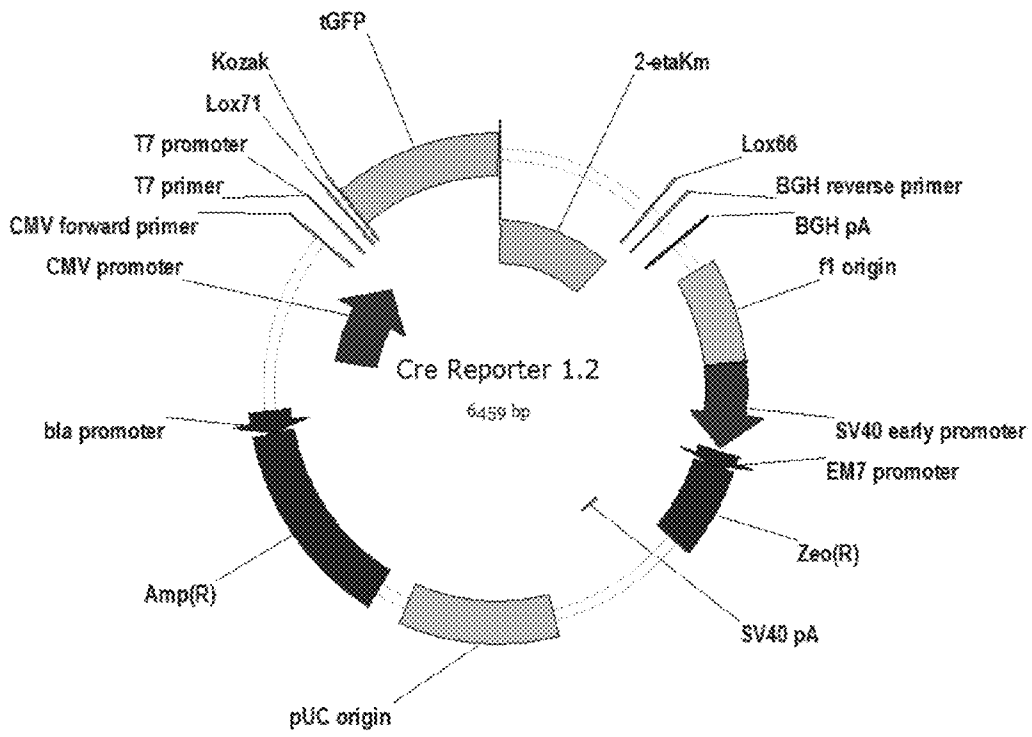 tGFP
Kozak
2-etaKm
Lox71
T7 promoter
Lox66
T7 primer
BGH reverse primer
CMV forward primer
BGH pA
CMV promoter
f1 origin
Cre Reporter 1.2
6459 bp
bla promoter
SV40 early promoter
EM7 promoter
Zeo(R)
Amp(R)
SV40 pA
pUC origin